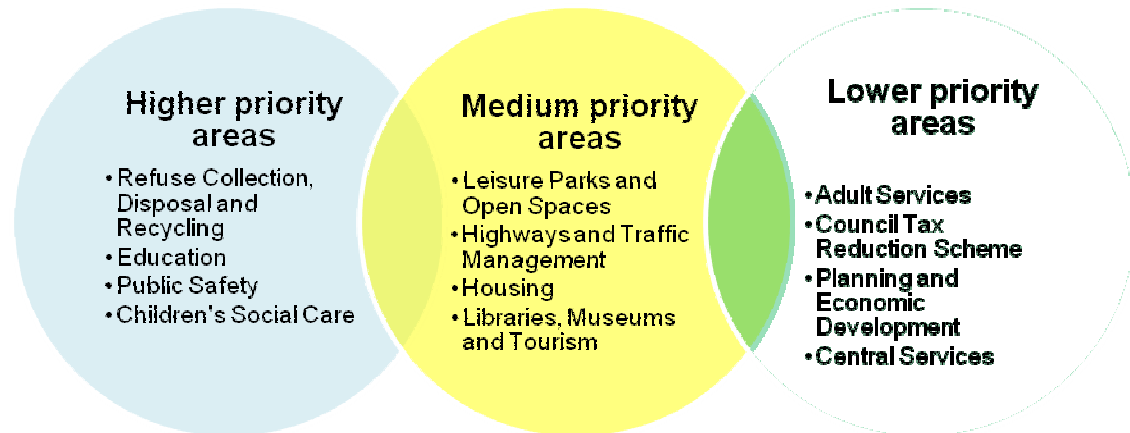 Higher priority
areas
• Refuse Collection,
Disposal and
Recycling
• Education
• Public Safety
• Children's Social Care
Medium priority
areas
• Leisure Parks and
Open Spaces
• Highways and Traffic
Management
• Housing
• Libraries, Museums
and Tourism
Lower priority
areas
• Adult Services
• Council Tax
Reduction Scheme
• Planning and
Economic
Development
• Central Services